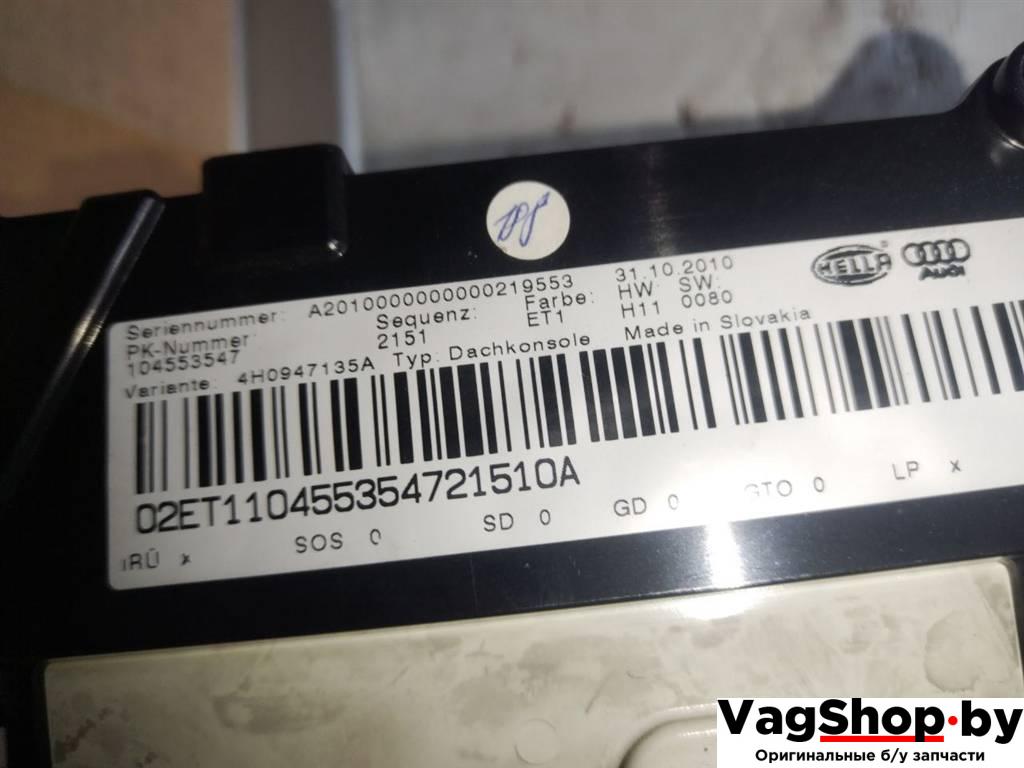 Seriennummer: A2010000000000219553 31.10.2010
PK-Nummer Sequenz: Farbe: HW SW:
104553547 2151 ET1 H11 0080
Variante: 4H0947135A Typ: Dachkonsole Made in Slovakia
HELLA
Audi
02ET110455354721510A
IRÜ x SOS 0 SD 0 GD 0 GTO 0 LP x
VagShop.by
Оригинальные б/у запчасти